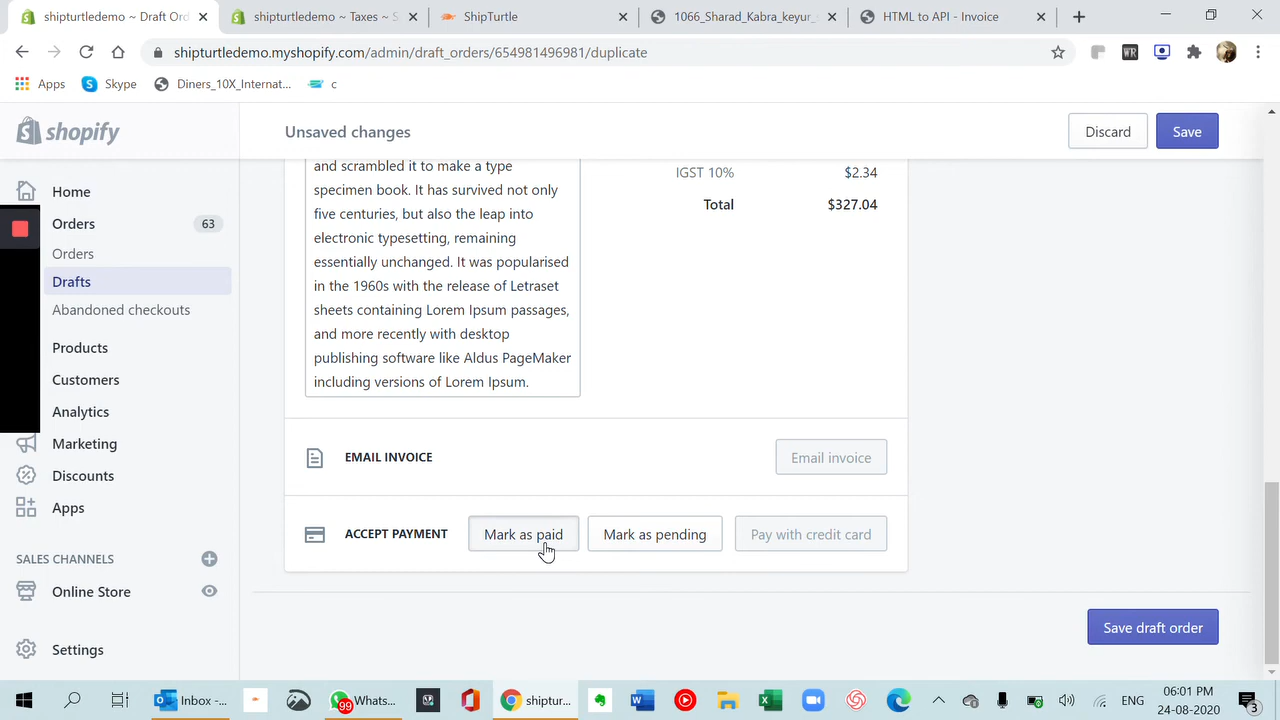 shipturtledemo ~ Draft Ord
shipturtledemo ~ Taxes ~ S
ShipTurtle
1066_Sharad_Kabra_keyur_s
HTML to API - Invoice
shipturtledemo.myshopify.com/admin/draft_orders/654981496981/duplicate
WR
Apps
Skype
Diners_10X_Internat...
c
shopify
Unsaved changes
Discard
Save
Home
Orders
63
Orders
Drafts
Abandoned checkouts
Products
Customers
Analytics
Marketing
Discounts
Apps
SALES CHANNELS
Online Store
Settings
and scrambled it to make a type
specimen book. It has survived not only
five centuries, but also the leap into
electronic typesetting, remaining
essentially unchanged. It was popularised
in the 1960s with the release of Letraset
sheets containing Lorem Ipsum passages,
and more recently with desktop
publishing software like Aldus PageMaker
including versions of Lorem Ipsum.
IGST 10%
$2.34
Total
$327.04
EMAIL INVOICE
Email invoice
ACCEPT PAYMENT
Mark as paid
Mark as pending
Pay with credit card
Save draft order
Inbox -...
99
Whats...
shiptur...
ENG
06:01 PM
24-08-2020
3